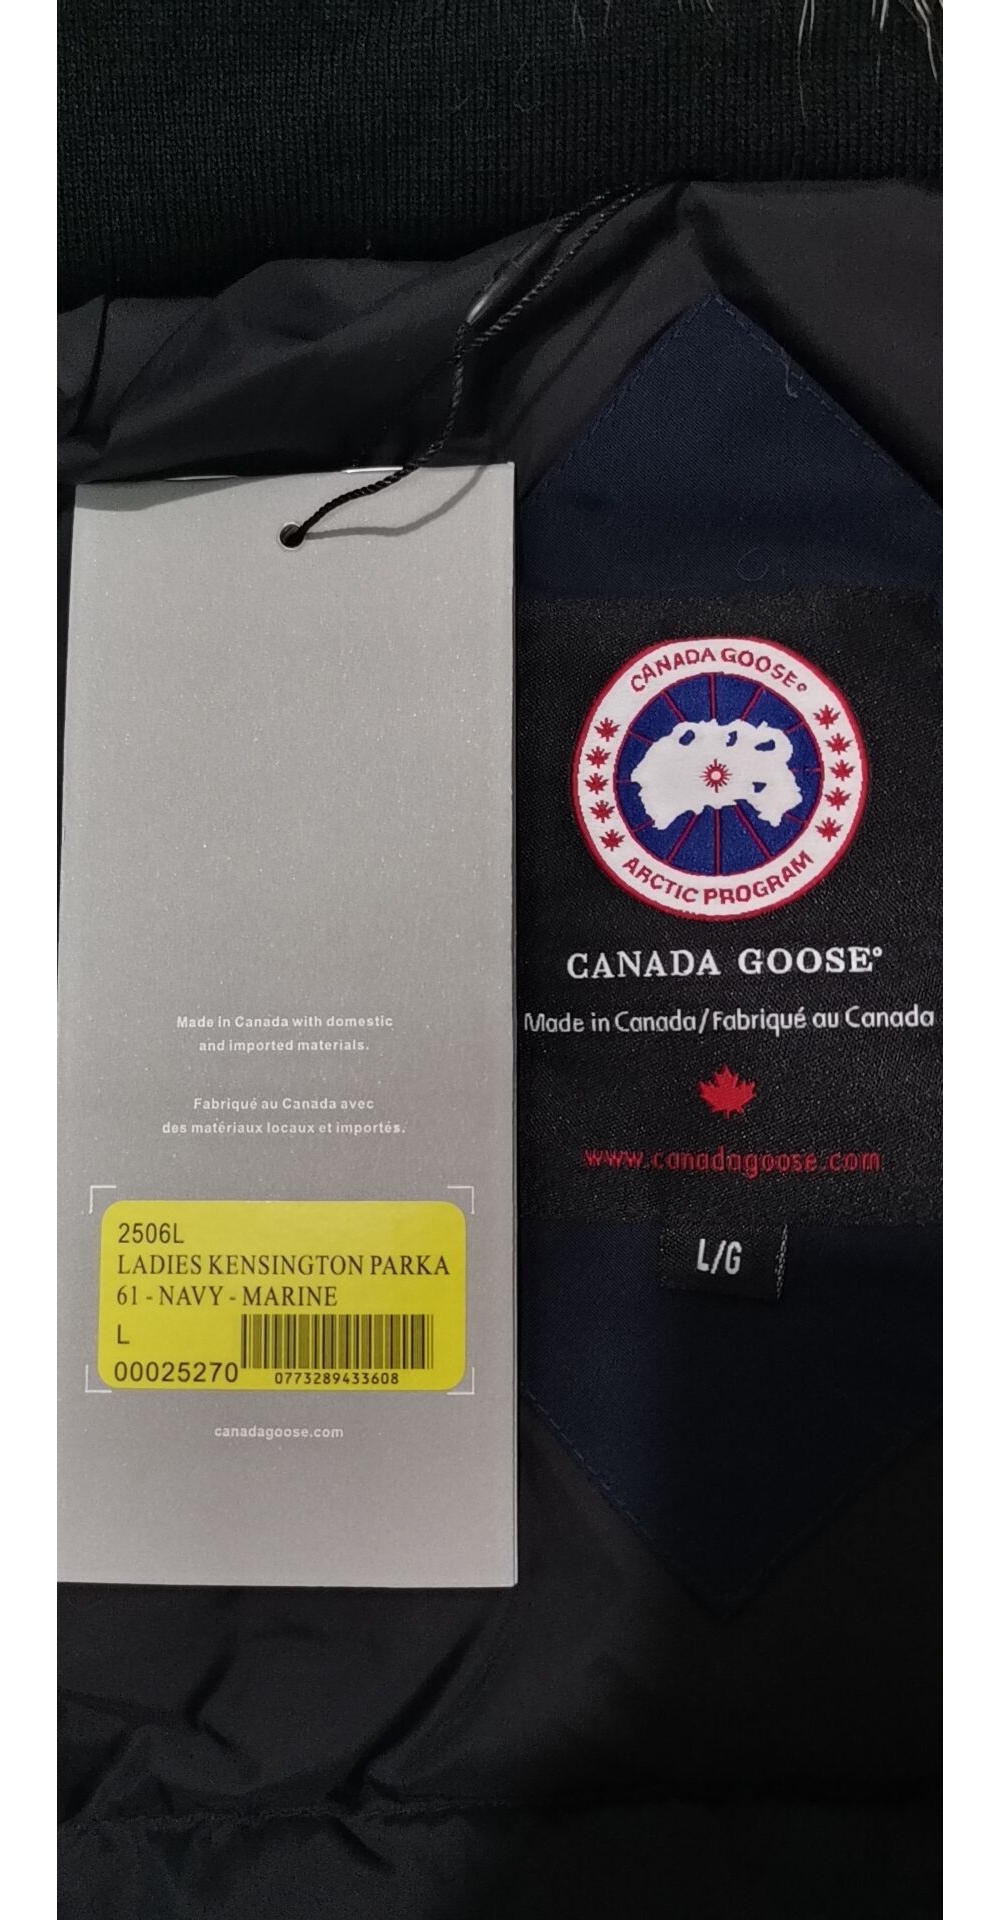 Made in Canada with domestic
and imported materials.
Fabriqué au Canada avec
des matériaux locaux et importés.
2506L
LADIES KENSINGTON PARKA
61 - NAVY - MARINE
L
00025270
0773289433608
canadagoose.com
CANADA GOOSE°
ARCTIC PROGRAM
CANADA GOOSE°
Made in Canada/Fabriqué au Canada
www.canadagoose.com
L/G